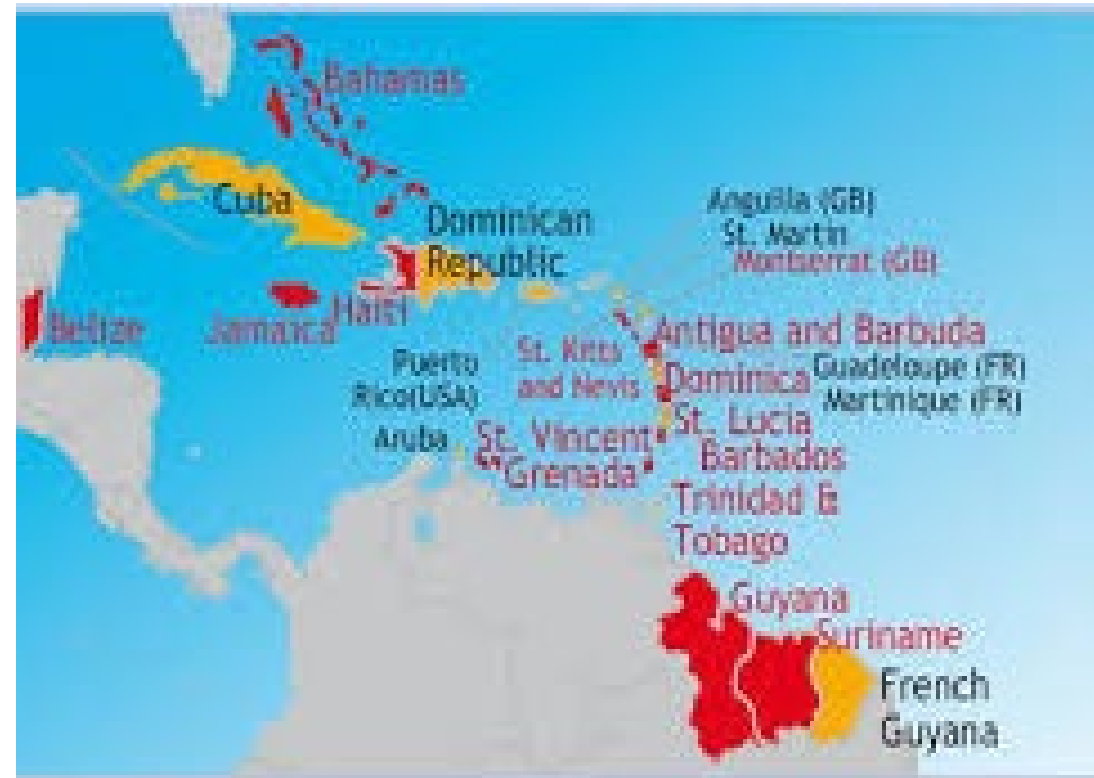 Bahamas
Cuba
Dominican
Republic
Anguilla (GB)
St. Martin
Montserrat (GB)
Haiti
Jamaica
Belize
Antigua and Barbuda
St. Kitts
and Nevis
Puerto
Rico(USA)
Dominica
Guadeloupe (FR)
Martinique (FR)
Aruba
St. Vincent
St. Lucia
Grenada
Barbados
Trinidad &
Tobago
Guyana
Suriname
French
Guyana